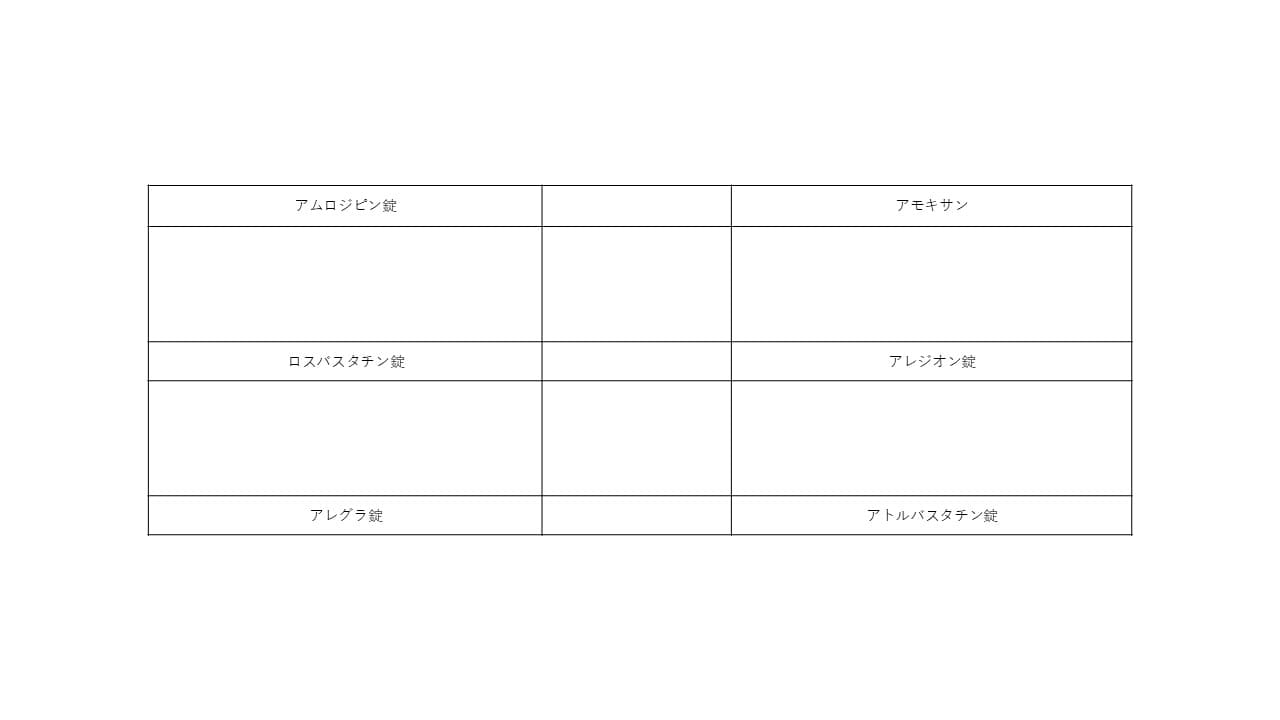 アムロジピン錠
アモキサン
ロスバスタチン錠
アレジオン錠
アレグラ錠
アトルバスタチン錠